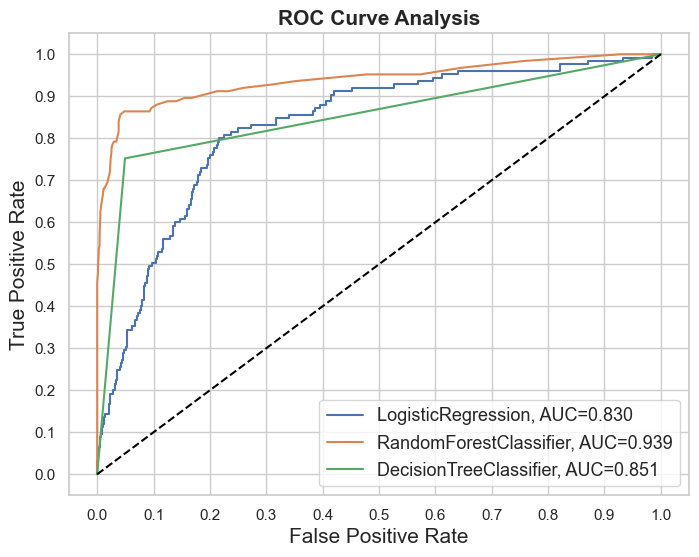 ROC Curve Analysis
True Positive Rate
1.0
0.9
0.8
0.7
0.6
0.5
0.4
0.3
0.2
0.1
0.0
LogisticRegression, AUC=0.830
RandomForestClassifier, AUC=0.939
DecisionTreeClassifier, AUC=0.851
0.0 0.1 0.2 0.3 0.4 0.5 0.6 0.7 0.8 0.9 1.0
False Positive Rate